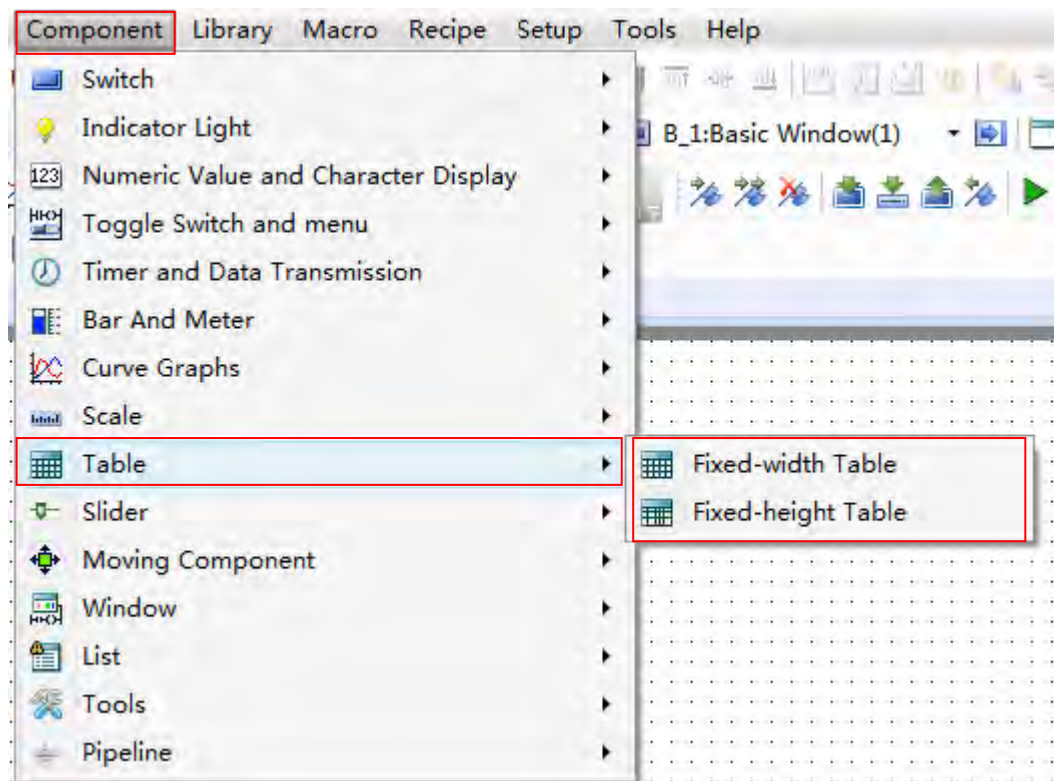 Component Library Macro Recipe Setup Tools Help
Switch
Indicator Light
B_1:Basic Window(1)
123 Numeric Value and Character Display
Toggle Switch and menu
Timer and Data Transmission
Bar And Meter
Curve Graphs
Scale
Table
Fixed-width Table
Slider
Fixed-height Table
Moving Component
Window
List
Tools
Pipeline